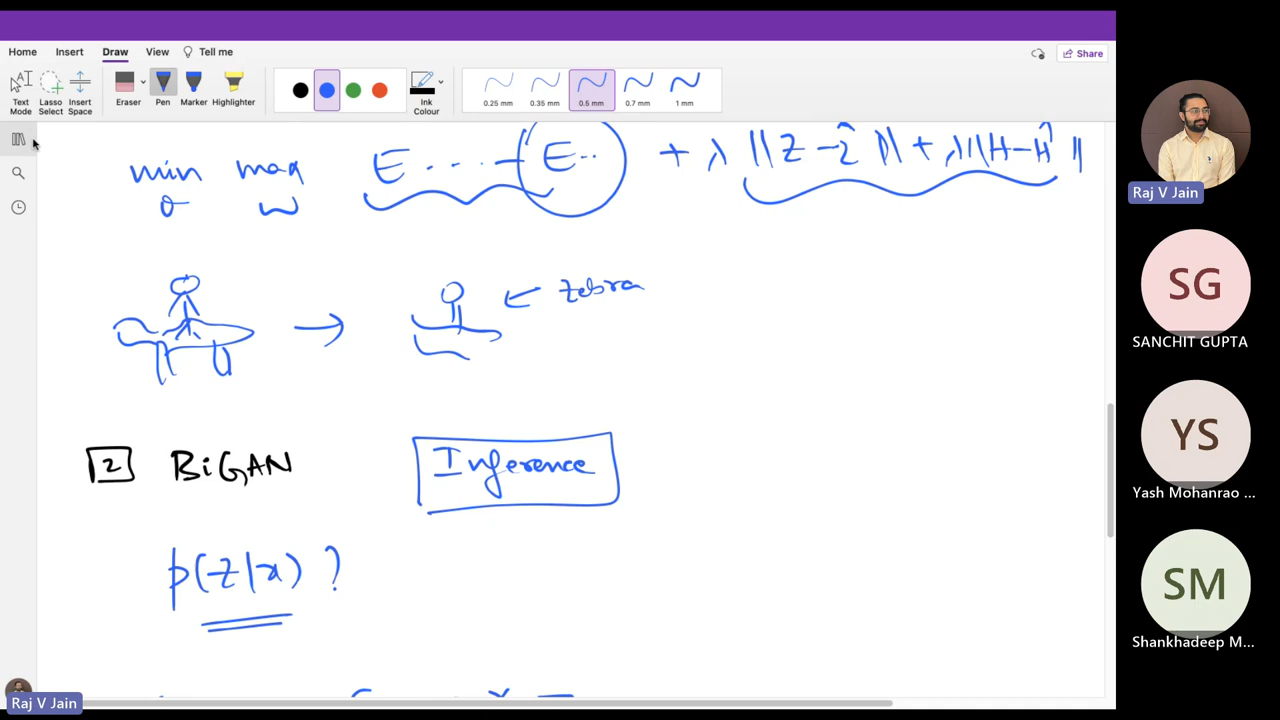 Home Insert Draw View Tell me
Share
Text Mode
Lasso Select
Insert Space
Eraser
Pen
Marker
Highlighter
Ink Colour
0.25 mm
0.35 mm
0.5 mm
0.7 mm
1 mm
min max E .... - E.. + λ ||Z - Ẑ|| + λ||H - Ĥ||
θ w
← Zebra
2 BiGAN Inference
p(z|x) ?
Raj V Jain
SG
SANCHIT GUPTA
YS
Yash Mohanrao ...
SM
Shankhadeep M...
Raj V Jain